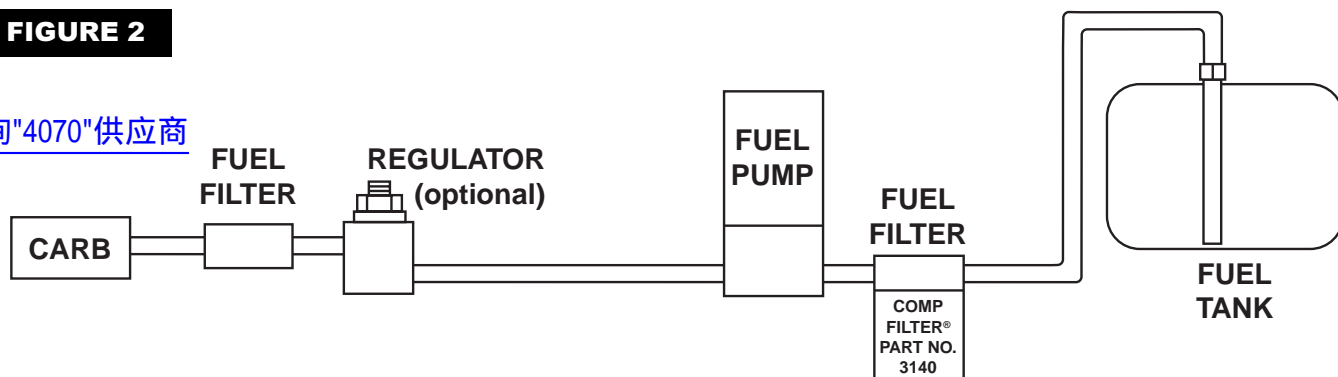 FIGURE 2
"4070"供应商
FUEL
FILTER
REGULATOR
(optional)
CARB
FUEL
PUMP
FUEL
FILTER
COMP
FILTER®
PART NO.
3140
FUEL
TANK